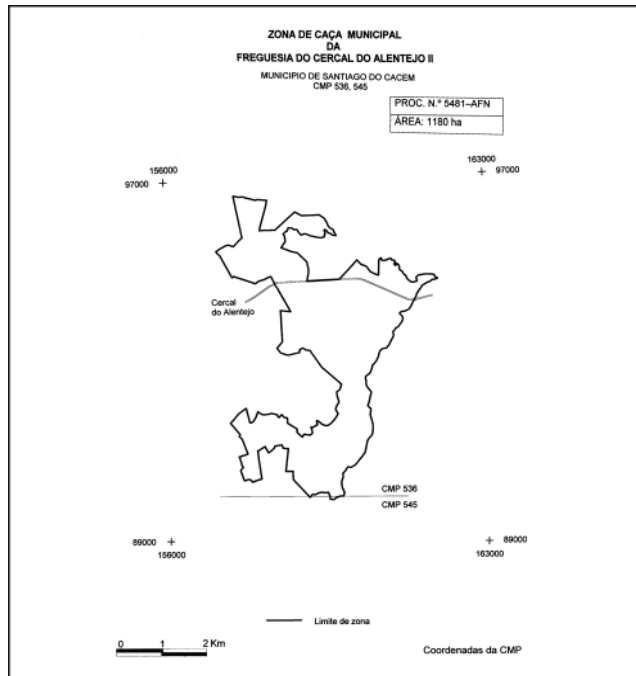 ZONA DE CAÇA MUNICIPAL
DA
FREGUESIA DO CERCAL DO ALENTEJO II
MUNICIPIO DE SANTIAGO DO CACEM
CMP 536, 545
PROC. N.º 5481–AFN
ÁREA: 1180 ha
156000
97000
163000
97000
Cercal
do Alentejo
CMP 536
CMP 545
89000
156000
89000
163000
Limite de zona
0 1 2 Km
Coordenadas da CMP